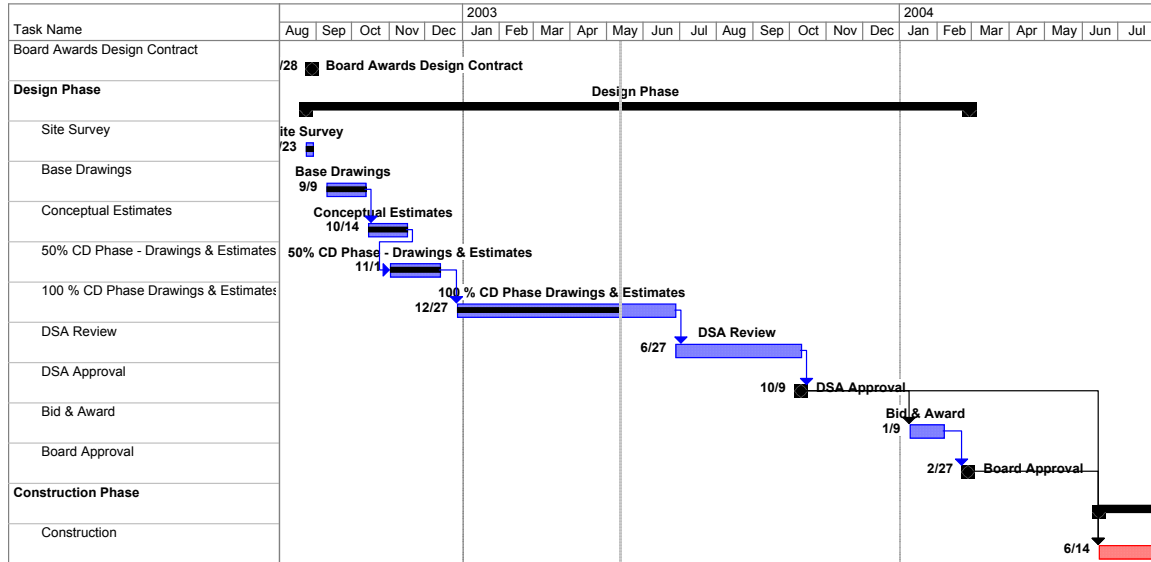 2003 2004
Task Name Aug Sep Oct Nov Dec Jan Feb Mar Apr May Jun Jul Aug Sep Oct Nov Dec Jan Feb Mar Apr May Jun Jul
Board Awards Design Contract
/28 Board Awards Design Contract
Design Phase Design Phase
Site Survey ite Survey
/23
Base Drawings Base Drawings
9/9
Conceptual Estimates Conceptual Estimates
10/14
50% CD Phase - Drawings & Estimates 50% CD Phase - Drawings & Estimates
11/1
100 % CD Phase Drawings & Estimates 100 % CD Phase Drawings & Estimates
12/27
DSA Review DSA Review
6/27
DSA Approval
10/9 DSA Approval
Bid & Award Bid & Award
1/9
Board Approval
2/27 Board Approval
Construction Phase
Construction
6/14